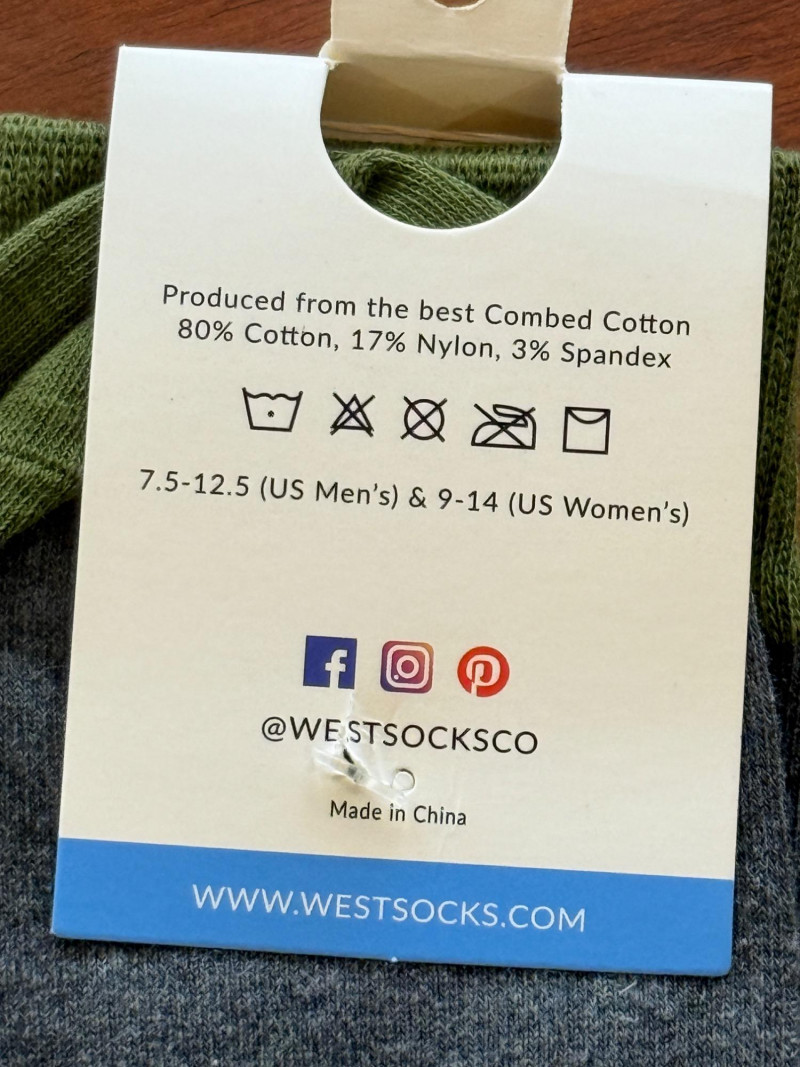 Produced from the best Combed Cotton
80% Cotton, 17% Nylon, 3% Spandex
7.5-12.5 (US Men's) & 9-14 (US Women's)
@WESTSOCKSCO
Made in China
WWW.WESTSOCKS.COM